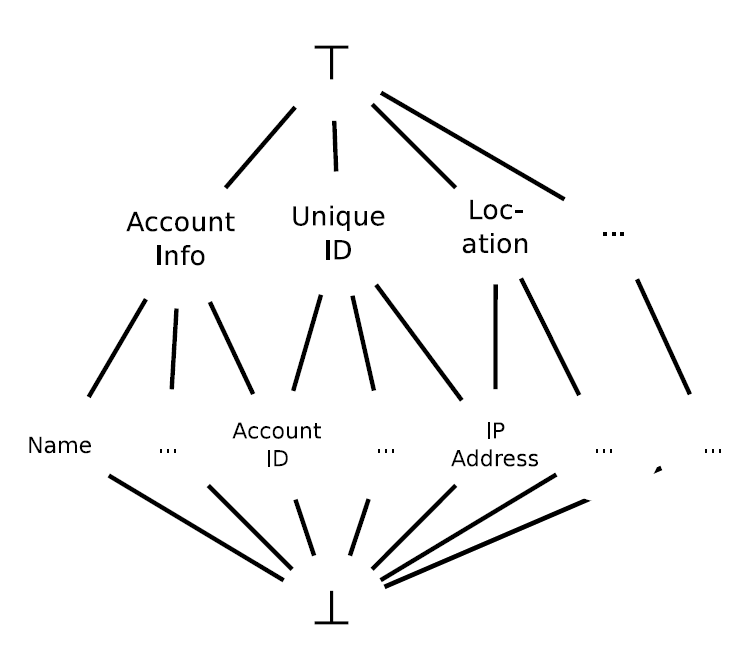 ⊤
Account
Info
Unique
ID
Loc-
ation
...
Name
...
Account
ID
...
IP
Address
...
...
⊥